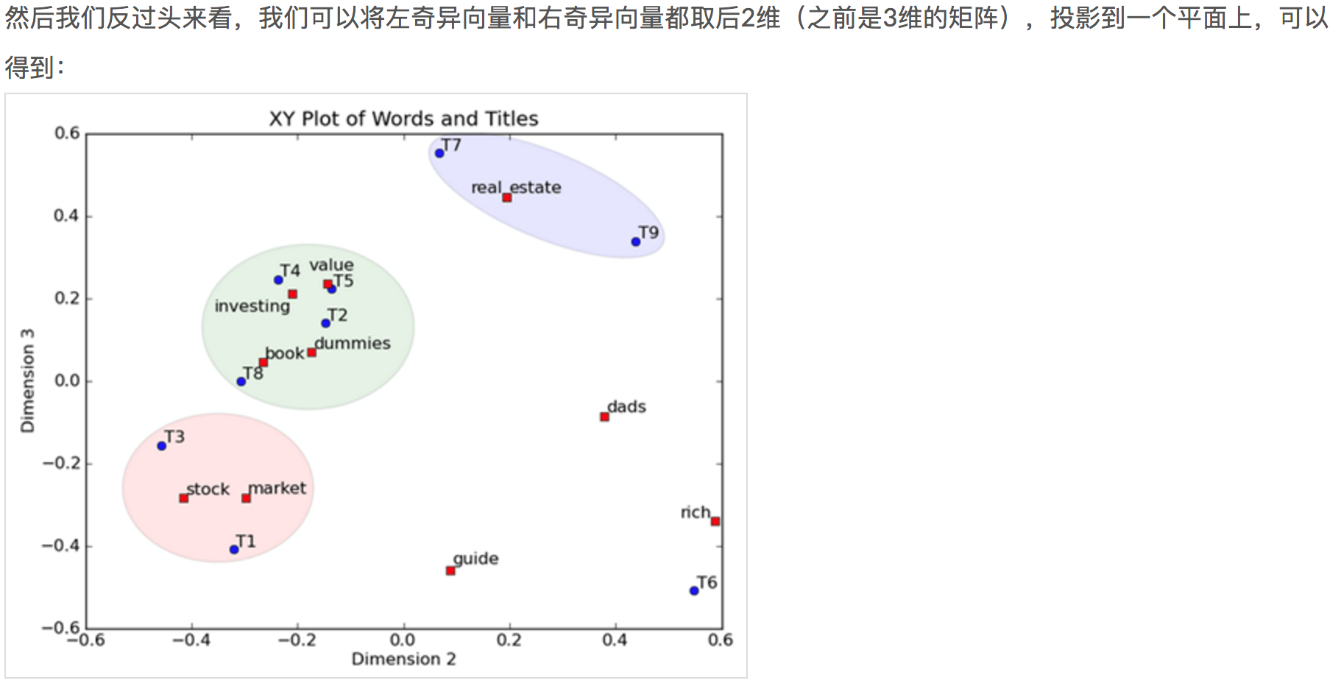 然后我们反过头来看，我们可以将左奇异向量和右奇异向量都取后2维（之前是3维的矩阵），投影到一个平面上，可以
得到：
XY Plot of Words and Titles
0.6
T7
real estate
0.4
T9
T4
value
T5
0.2
investing
T2
dummies
book
T8
0.0
Dimension 3
dads
T3
−0.2
stock
market
rich
−0.4
T1
guide
T6
−0.6
−0.6
−0.4
−0.2
0.0
0.2
0.4
0.6
Dimension 2